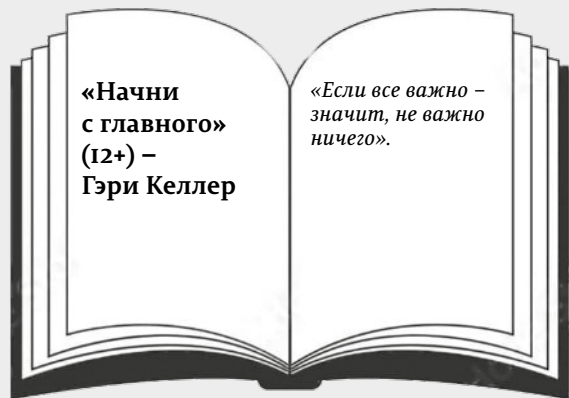 «Начни
с главного»
(12+) –
Гэри Келлер
«Если все важно –
значит, не важно
ничего».